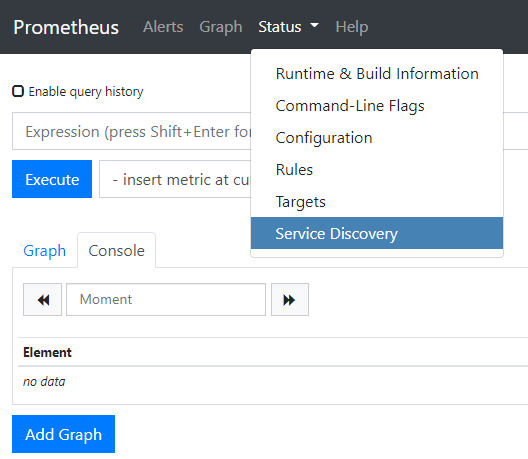 Prometheus Alerts Graph Status Help
Runtime & Build Information
Command-Line Flags
Configuration
Rules
Targets
Service Discovery
Enable query history
Expression (press Shift+Enter for
Execute - insert metric at cu
Graph Console
Moment
Element
no data
Add Graph